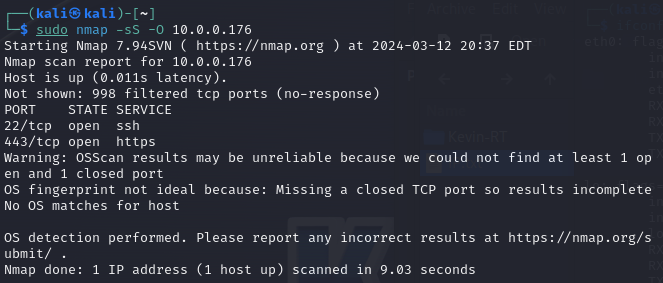 ┌──(kali㉿kali)-[~]
└─$ sudo nmap -sS -O 10.0.0.176
Starting Nmap 7.94SVN ( https://nmap.org ) at 2024-03-12 20:37 EDT
Nmap scan report for 10.0.0.176
Host is up (0.011s latency).
Not shown: 998 filtered tcp ports (no-response)
PORT    STATE SERVICE
22/tcp  open  ssh
443/tcp open  https
Warning: OSScan results may be unreliable because we could not find at least 1 op
en and 1 closed port
OS fingerprint not ideal because: Missing a closed TCP port so results incomplete
No OS matches for host

OS detection performed. Please report any incorrect results at https://nmap.org/s
ubmit/ .
Nmap done: 1 IP address (1 host up) scanned in 9.03 seconds
Kevin-RT